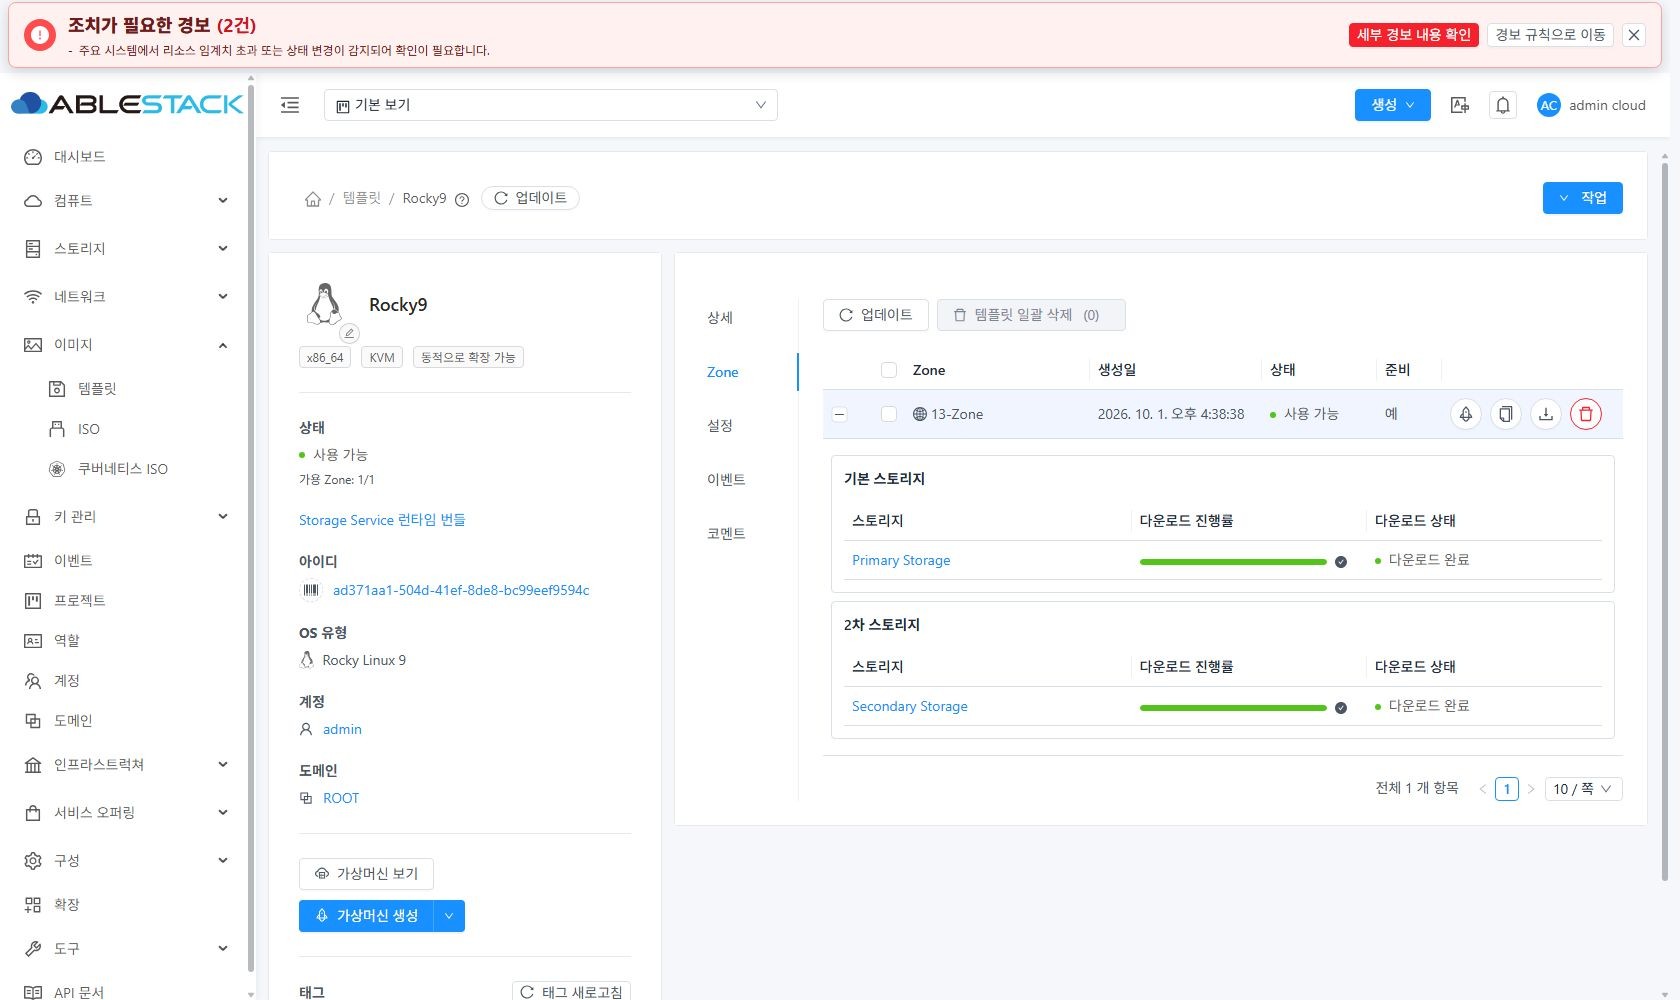 조치가 필요한 경보 (2건)
- 주요 시스템에서 리소스 임계치 초과 또는 상태 변경이 감지되어 확인이 필요합니다.
세부 경보 내용 확인
경보 규칙으로 이동
ABLESTACK
기본 보기
생성
AC admin cloud
대시보드
컴퓨트
스토리지
네트워크
이미지
템플릿
ISO
쿠버네티스 ISO
키 관리
이벤트
프로젝트
역할
계정
도메인
인프라스트럭쳐
서비스 오퍼링
구성
확장
도구
API 문서
/ 템플릿 / Rocky9
업데이트
작업
Rocky9
x86_64 KVM 동적으로 확장 가능
상태
사용 가능
가용 Zone: 1/1
Storage Service 런타임 번들
아이디
ad371aa1-504d-41ef-8de8-bc99eef9594c
OS 유형
Rocky Linux 9
계정
admin
도메인
ROOT
가상머신 보기
가상머신 생성
태그
태그 새로고침
상세
Zone
설정
이벤트
코멘트
업데이트
템플릿 일괄 삭제 (0)
Zone 생성일 상태 준비
13-Zone 2026. 10. 1. 오후 4:38:38 사용 가능 예
기본 스토리지
스토리지 다운로드 진행률 다운로드 상태
Primary Storage 다운로드 완료
2차 스토리지
스토리지 다운로드 진행률 다운로드 상태
Secondary Storage 다운로드 완료
전체 1 개 항목 < 1 > 10 / 쪽